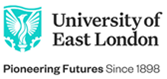 University of
East London
Pioneering Futures Since 1898